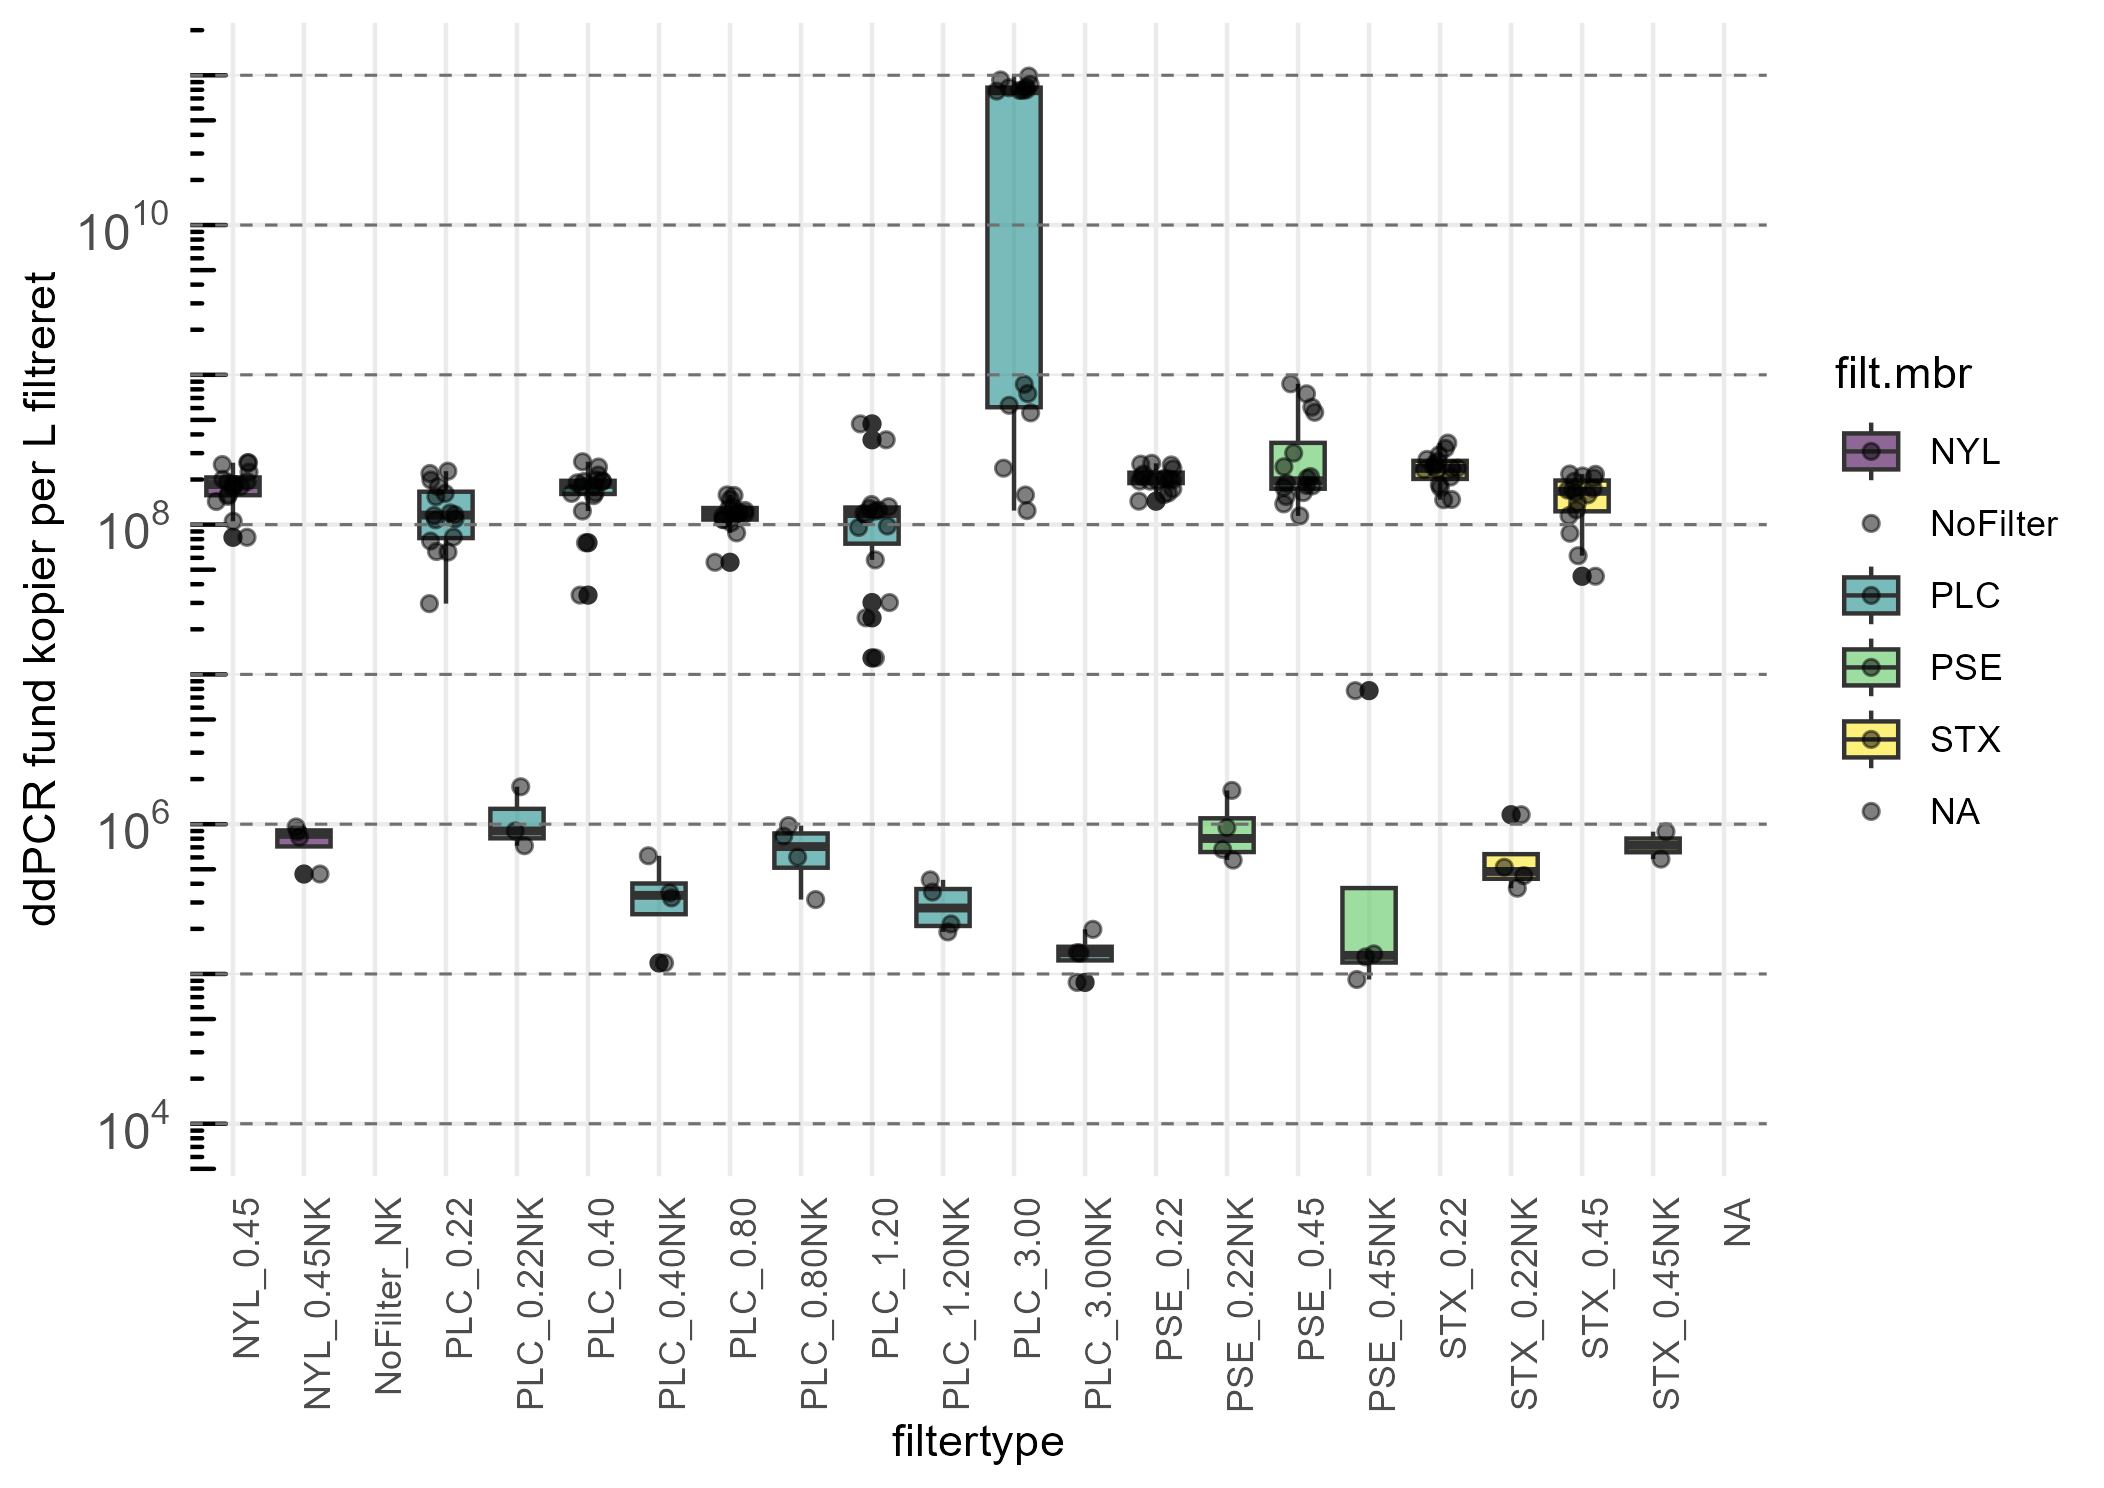 ddPCR fund kopier per L filtreret
10^10
10^8
10^6
10^4
NYL_0.45
NYL_0.45NK
NoFilter_NK
PLC_0.22
PLC_0.22NK
PLC_0.40
PLC_0.40NK
PLC_0.80
PLC_0.80NK
PLC_1.20
PLC_1.20NK
PLC_3.00
PLC_3.00NK
PSE_0.22
PSE_0.22NK
PSE_0.45
PSE_0.45NK
STX_0.22
STX_0.22NK
STX_0.45
STX_0.45NK
NA
filtertype
filt.mbr
NYL
NoFilter
PLC
PSE
STX
NA